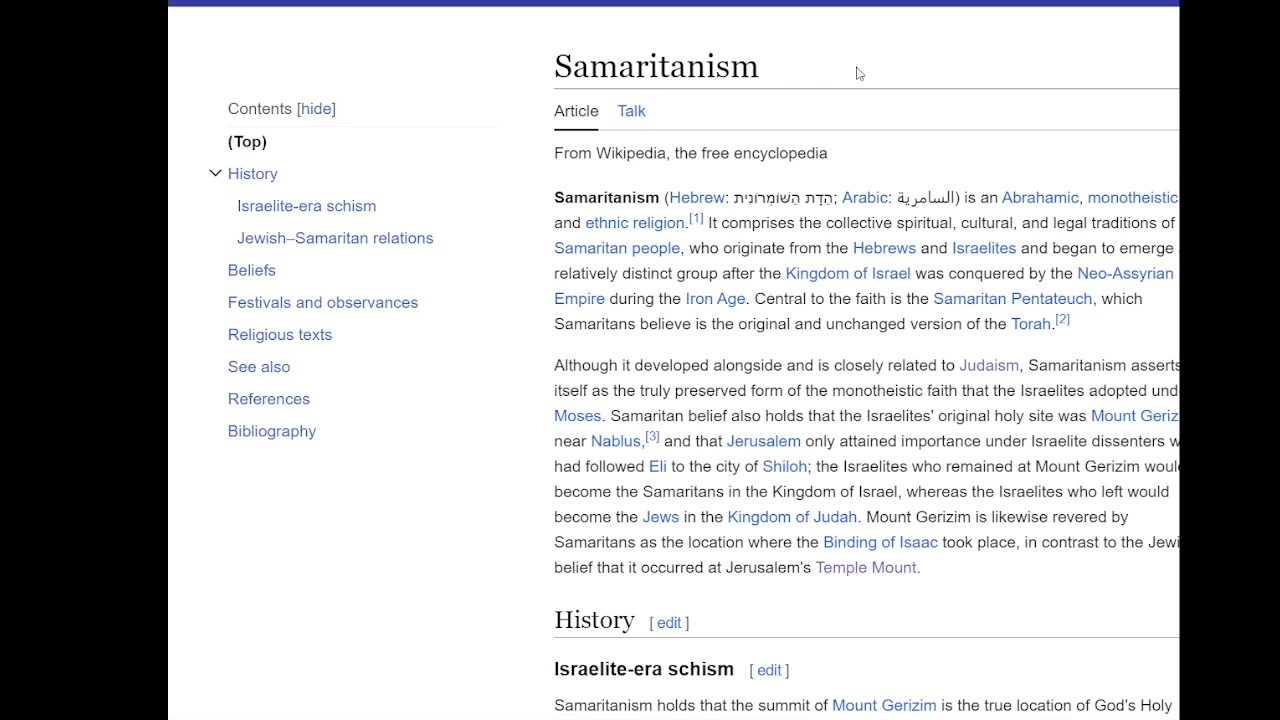 Samaritanism
Contents [hide]
(Top)
History
Israelite-era schism
Jewish–Samaritan relations
Beliefs
Festivals and observances
Religious texts
See also
References
Bibliography
Article Talk
From Wikipedia, the free encyclopedia
Samaritanism (Hebrew: הַדָּת הַשּׁוֹמְרוֹנִית; Arabic: السامرية) is an Abrahamic, monotheistic
and ethnic religion.[1] It comprises the collective spiritual, cultural, and legal traditions of
Samaritan people, who originate from the Hebrews and Israelites and began to emerge
relatively distinct group after the Kingdom of Israel was conquered by the Neo-Assyrian
Empire during the Iron Age. Central to the faith is the Samaritan Pentateuch, which
Samaritans believe is the original and unchanged version of the Torah.[2]
Although it developed alongside and is closely related to Judaism, Samaritanism asserts
itself as the truly preserved form of the monotheistic faith that the Israelites adopted und
Moses. Samaritan belief also holds that the Israelites' original holy site was Mount Geriz
near Nablus,[3] and that Jerusalem only attained importance under Israelite dissenters w
had followed Eli to the city of Shiloh; the Israelites who remained at Mount Gerizim woul
become the Samaritans in the Kingdom of Israel, whereas the Israelites who left would
become the Jews in the Kingdom of Judah. Mount Gerizim is likewise revered by
Samaritans as the location where the Binding of Isaac took place, in contrast to the Jewi
belief that it occurred at Jerusalem's Temple Mount.
History [ edit ]
Israelite-era schism [ edit ]
Samaritanism holds that the summit of Mount Gerizim is the true location of God's Holy